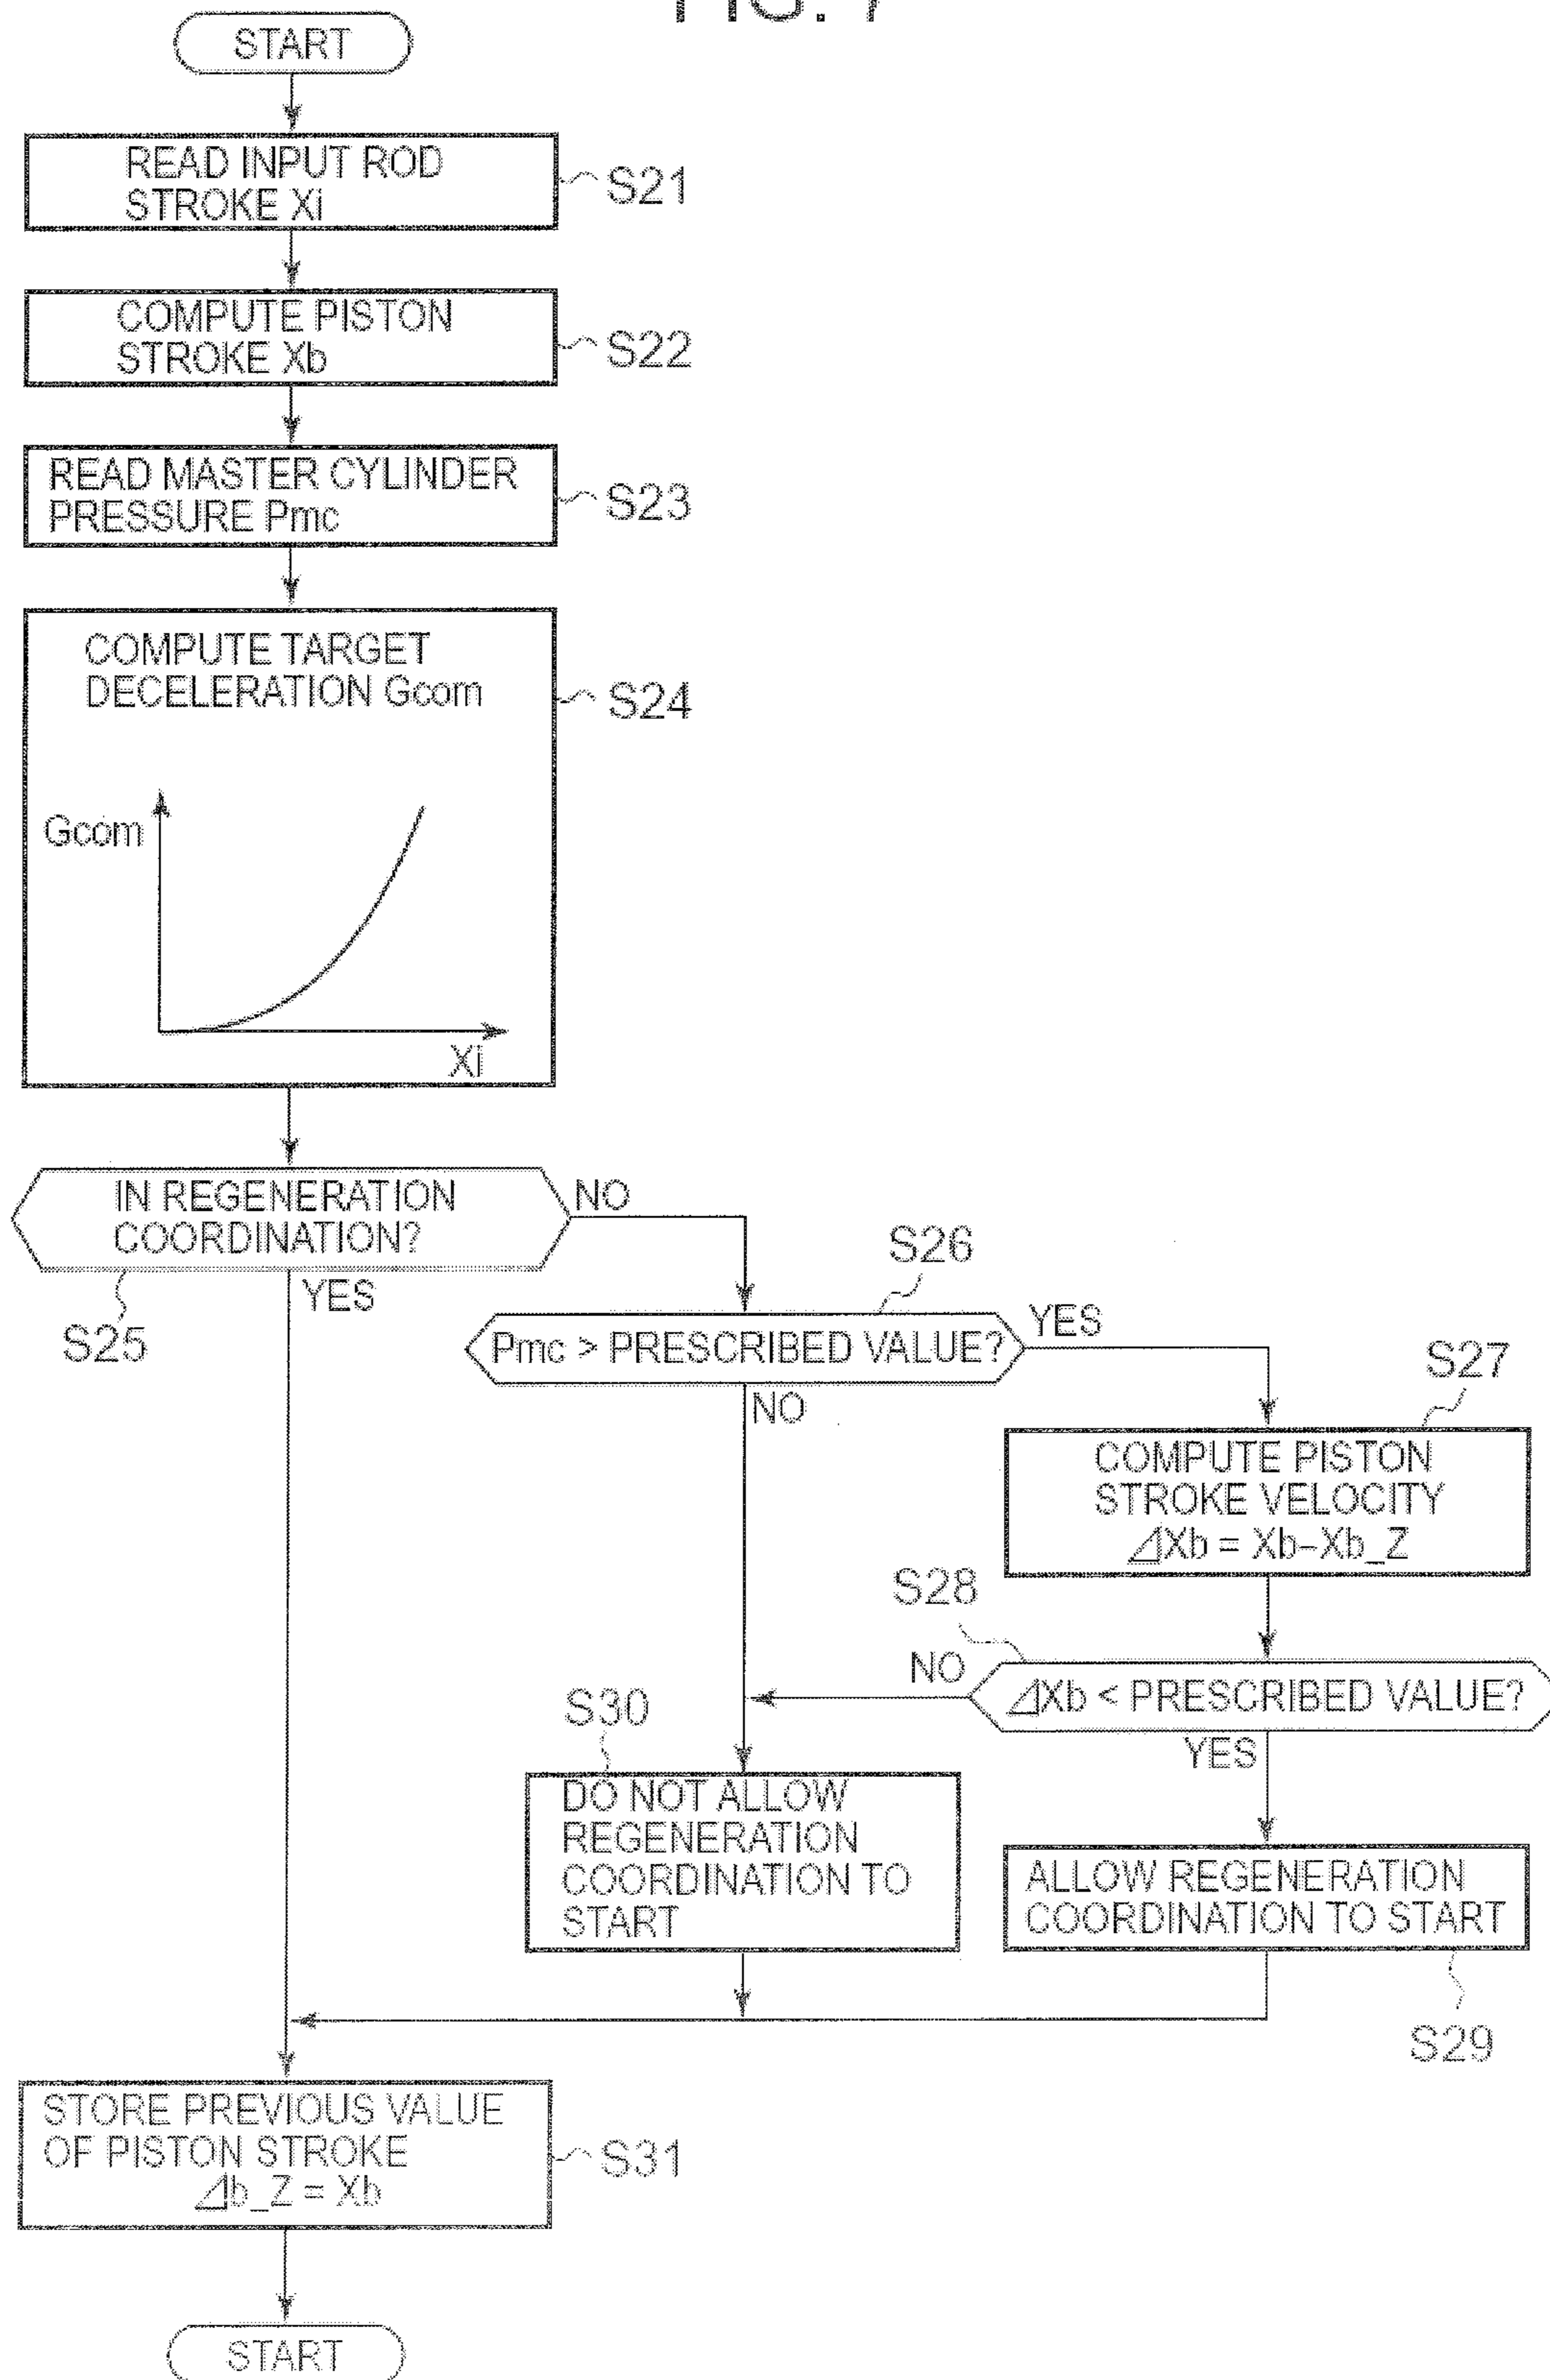 FIG. 7
START
READ INPUT ROD
STROKE Xi
S21
COMPUTE PISTON
STROKE Xb
S22
READ MASTER CYLINDER
PRESSURE Pmc
S23
COMPUTE TARGET
DECELERATION Gcom
S24
Gcom
Xi
IN REGENERATION
COORDINATION?
NO
YES
S25
S26
Pmc > PRESCRIBED VALUE?
YES
NO
S27
COMPUTE PISTON
STROKE VELOCITY
⊿Xb = Xb–Xb_Z
S28
NO
⊿Xb < PRESCRIBED VALUE?
YES
S30
DO NOT ALLOW
REGENERATION
COORDINATION TO
START
ALLOW REGENERATION
COORDINATION TO START
S29
STORE PREVIOUS VALUE
OF PISTON STROKE
⊿b_Z = Xb
S31
START